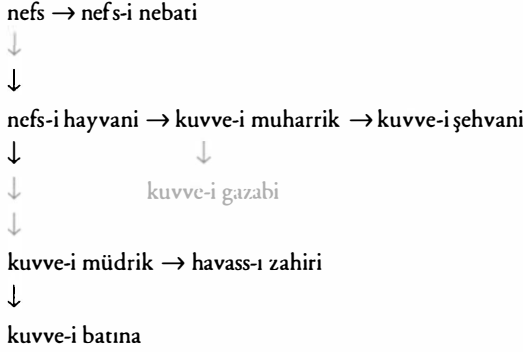 nefs → nefs-i nebati
↓
↓
nefs-i hayvani → kuvve-i muharrik → kuvve-i şehvani
↓ ↓
↓ kuvve-i gazabi
↓
kuvve-i müdrik → havass-ı zahiri
↓
kuvve-i batına